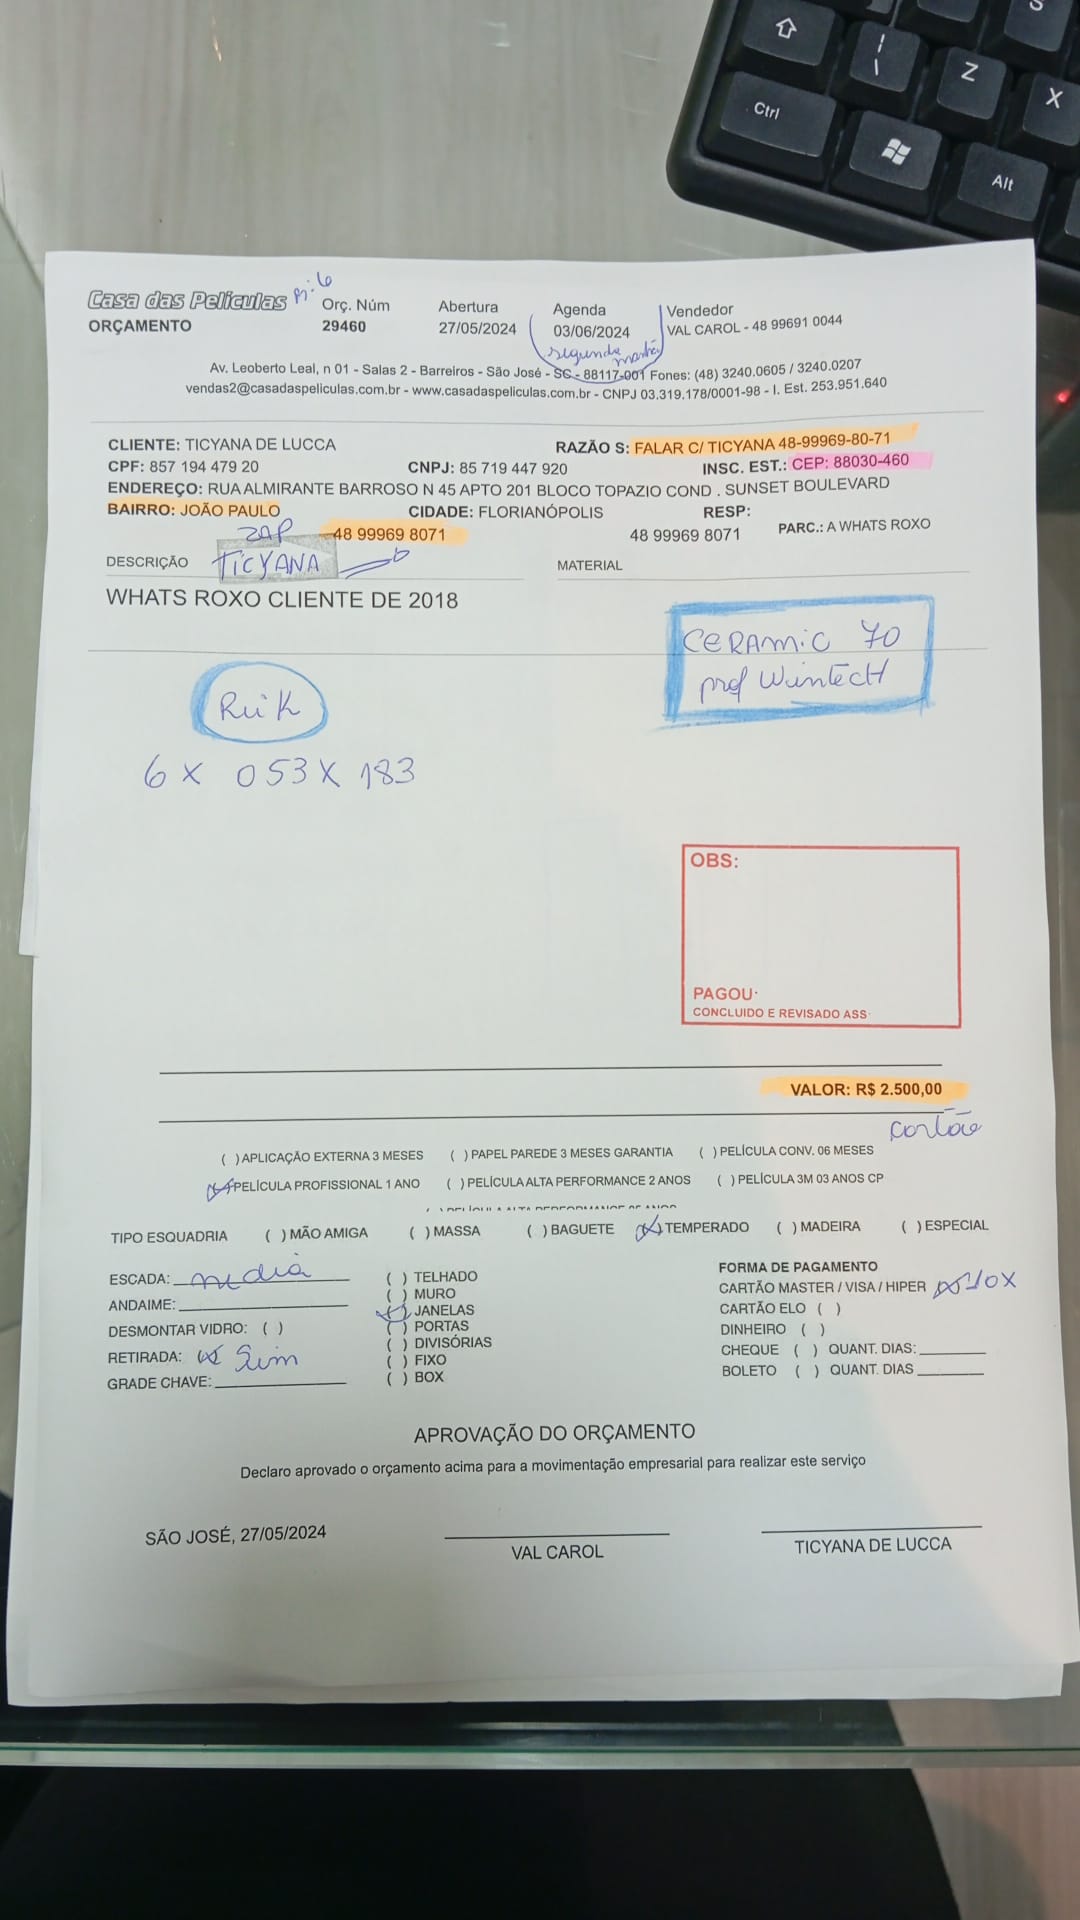 Casa das Películas
ORÇAMENTO
Orç. Núm
29460
Abertura
27/05/2024
Agenda
03/06/2024
segunda manhã
Vendedor
VAL CAROL - 48 99691 0044
Av. Leoberto Leal, n 01 - Salas 2 - Barreiros - São José - SC - 88117-001 Fones: (48) 3240.0605 / 3240.0207
vendas2@casadaspeliculas.com.br - www.casadaspeliculas.com.br - CNPJ 03.319.178/0001-98 - I. Est. 253.951.640
CLIENTE: TICYANA DE LUCCA RAZÃO S: FALAR C/ TICYANA 48-99969-80-71
CPF: 857 194 479 20 CNPJ: 85 719 447 920 INSC. EST.: CEP: 88030-460
ENDEREÇO: RUA ALMIRANTE BARROSO N 45 APTO 201 BLOCO TOPAZIO COND . SUNSET BOULEVARD
BAIRRO: JOÃO PAULO CIDADE: FLORIANÓPOLIS RESP:
ZAP 48 99969 8071 48 99969 8071 PARC.: A WHATS ROXO
DESCRIÇÃO TICYANA MATERIAL
WHATS ROXO CLIENTE DE 2018
CERAMIC 70
prof WinTecH
6 x 053 x 183
OBS:
PAGOU:
CONCLUIDO E REVISADO ASS:
VALOR: R$ 2.500,00
Cartão
( ) APLICAÇÃO EXTERNA 3 MESES ( ) PAPEL PAREDE 3 MESES GARANTIA ( ) PELÍCULA CONV. 06 MESES
(X) PELÍCULA PROFISSIONAL 1 ANO ( ) PELÍCULA ALTA PERFORMANCE 2 ANOS ( ) PELÍCULA 3M 03 ANOS CP
TIPO ESQUADRIA ( ) MÃO AMIGA ( ) MASSA ( ) BAGUETE (X) TEMPERADO ( ) MADEIRA ( ) ESPECIAL
ESCADA: media
ANDAIME:
DESMONTAR VIDRO: ( )
RETIRADA: (X) Sim
GRADE CHAVE:
( ) TELHADO
( ) MURO
(X) JANELAS
( ) PORTAS
( ) DIVISÓRIAS
( ) FIXO
( ) BOX
FORMA DE PAGAMENTO
CARTÃO MASTER / VISA / HIPER (X) 10X
CARTÃO ELO ( )
DINHEIRO ( )
CHEQUE ( ) QUANT. DIAS:
BOLETO ( ) QUANT. DIAS
APROVAÇÃO DO ORÇAMENTO
Declaro aprovado o orçamento acima para a movimentação empresarial para realizar este serviço
SÃO JOSÉ, 27/05/2024
VAL CAROL
TICYANA DE LUCCA
Ctrl
Alt
Z
X
S